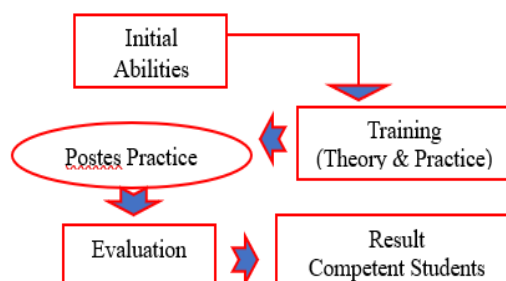 Initial
Abilities
Training
(Theory & Practice)
Postes Practice
Evaluation
Result
Competent Students